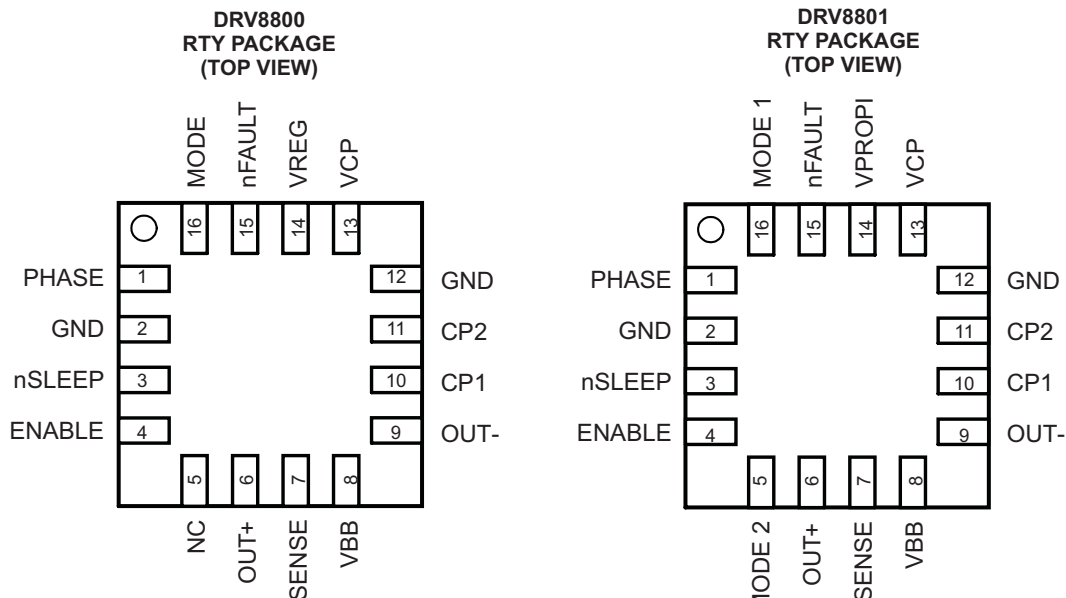 DRV8800
RTY PACKAGE
(TOP VIEW)
MODE
nFAULT
VREG
VCP
16
15
14
13
PHASE 1
GND 2
nSLEEP 3
ENABLE 4
12 GND
11 CP2
10 CP1
9 OUT-
5
6
7
8
NC
OUT+
SENSE
VBB
DRV8801
RTY PACKAGE
(TOP VIEW)
MODE 1
nFAULT
VPROPI
VCP
16
15
14
13
PHASE 1
GND 2
nSLEEP 3
ENABLE 4
12 GND
11 CP2
10 CP1
9 OUT-
5
6
7
8
MODE 2
OUT+
SENSE
VBB